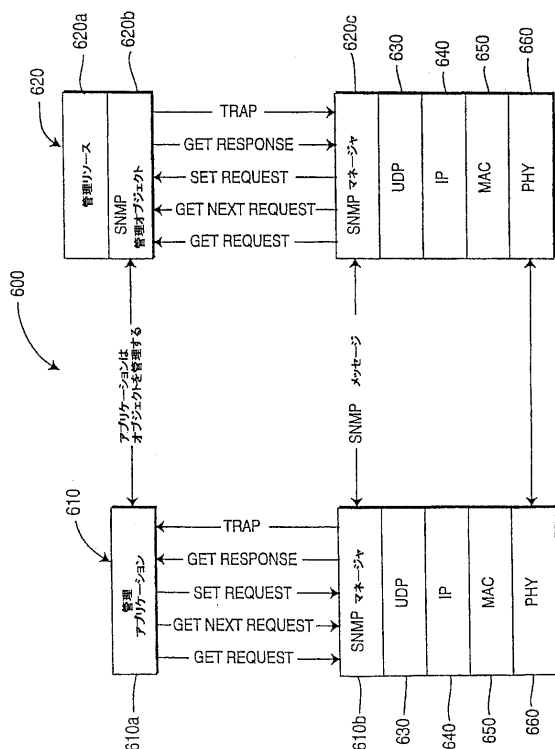 600
620
620a
620b
管理リソース
SNMP
管理オブジェクト
TRAP
GET RESPONSE
SET REQUEST
GET NEXT REQUEST
GET REQUEST
620c
SNMP マネージャ
UDP
630
IP
640
MAC
650
PHY
660
アプリケーションは
オブジェクトを管理する
SNMP メッセージ
610
管理
アプリケーション
610a
TRAP
GET RESPONSE
SET REQUEST
GET NEXT REQUEST
GET REQUEST
SNMP マネージャ
610b
UDP
630
IP
640
MAC
650
PHY
660